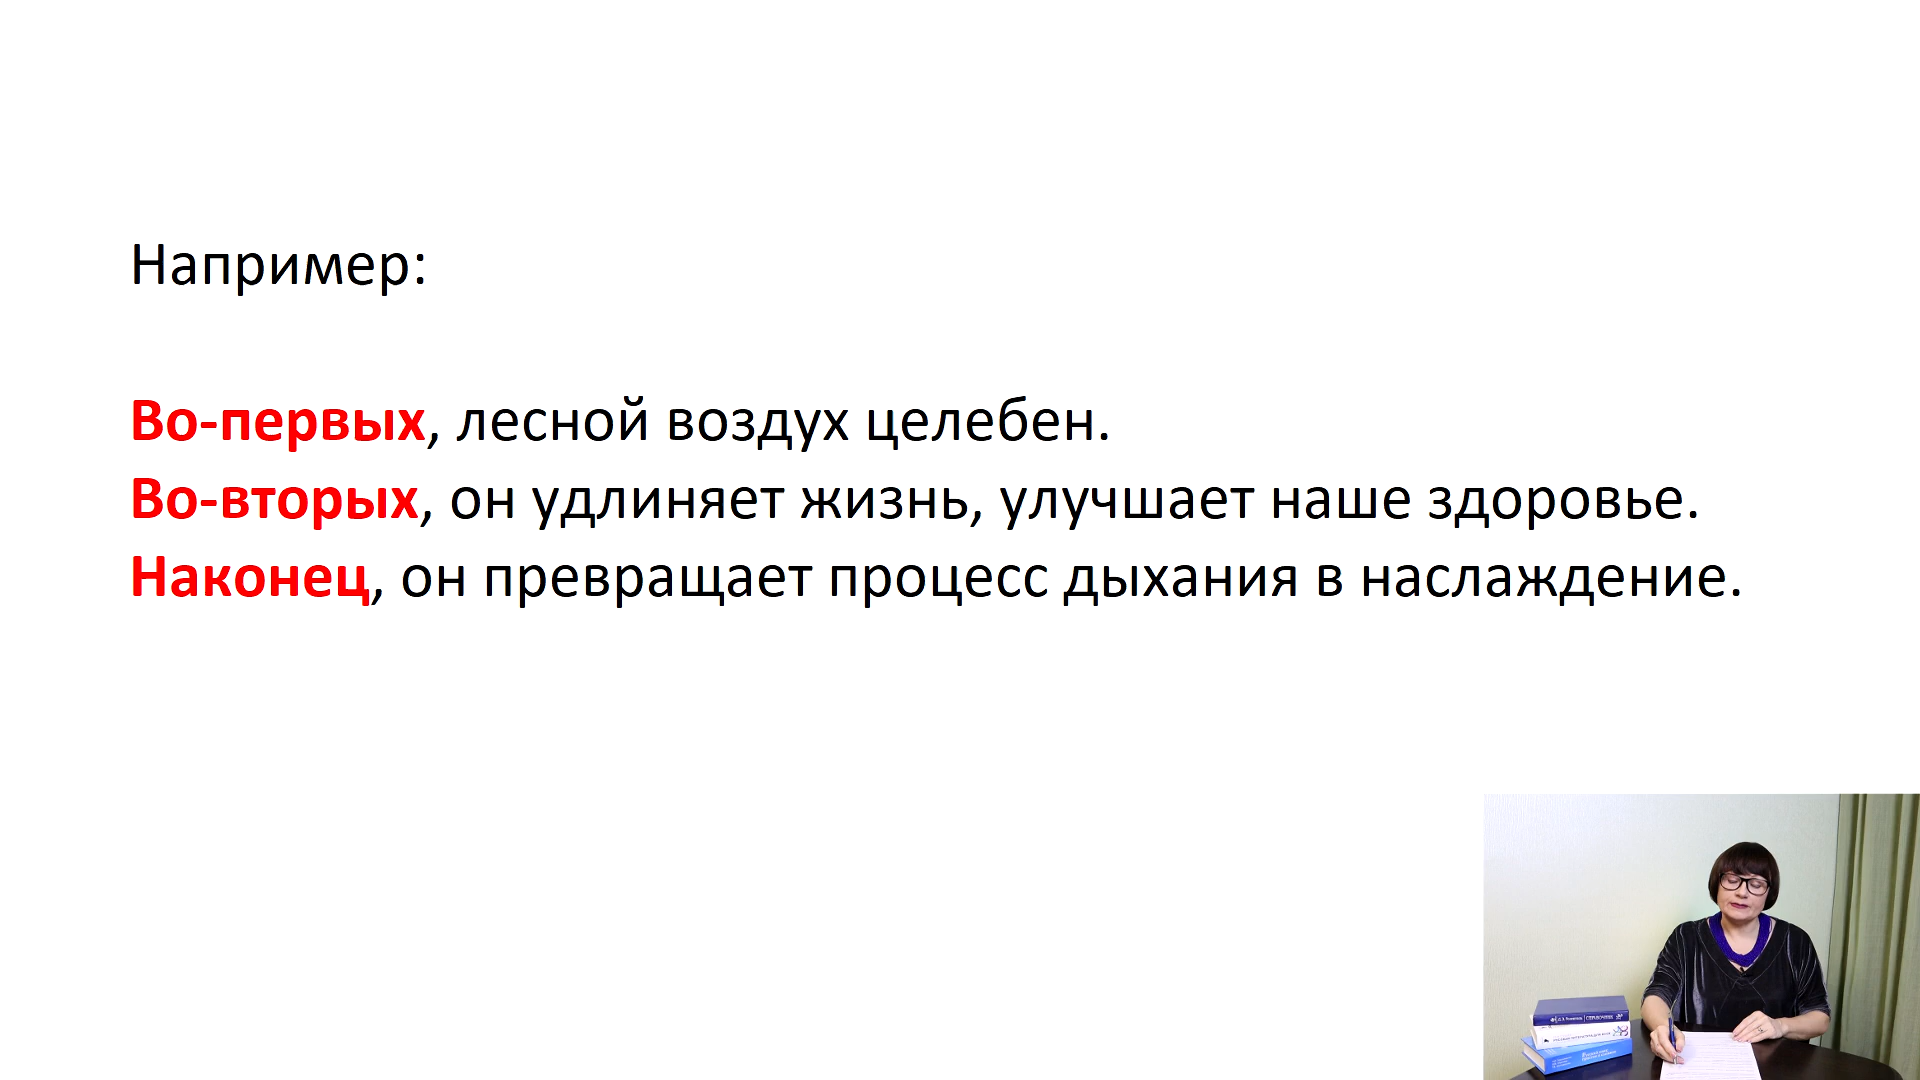 Например:
Во-первых, лесной воздух целебен.
Во-вторых, он удлиняет жизнь, улучшает наше здоровье.
Наконец, он превращает процесс дыхания в наслаждение.
СПРАВОЧНИК